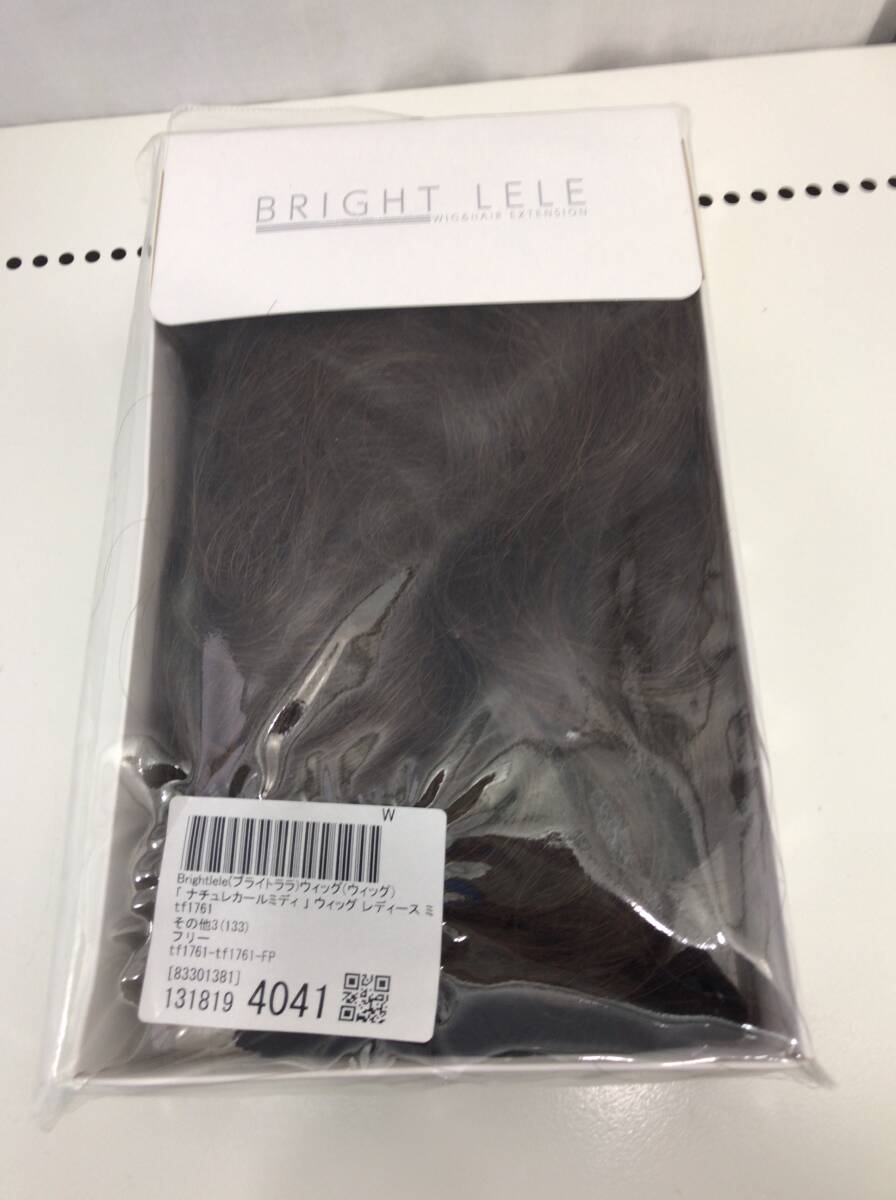 BRIGHT LELE
WIG&HAIR EXTENSION
W
Brightlele(ブライトララ)ウィッグ(ウィッグ)
「 ナチュレカールミディ 」 ウィッグ レディース ミ
tf1761
その他3(133)
フリー
tf1761-tf1761-FP
[83301381]
131819 4041